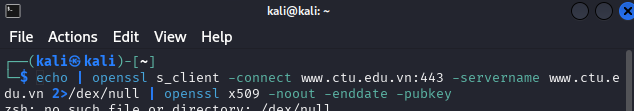 kali@kali: ~
File Actions Edit View Help
┌──(kali㉿kali)-[~]
└─$ echo | openssl s_client -connect www.ctu.edu.vn:443 -servername www.ctu.e
du.vn 2>/dex/null | openssl x509 -noout -enddate -pubkey
zsh: no such file or directory: /dex/null